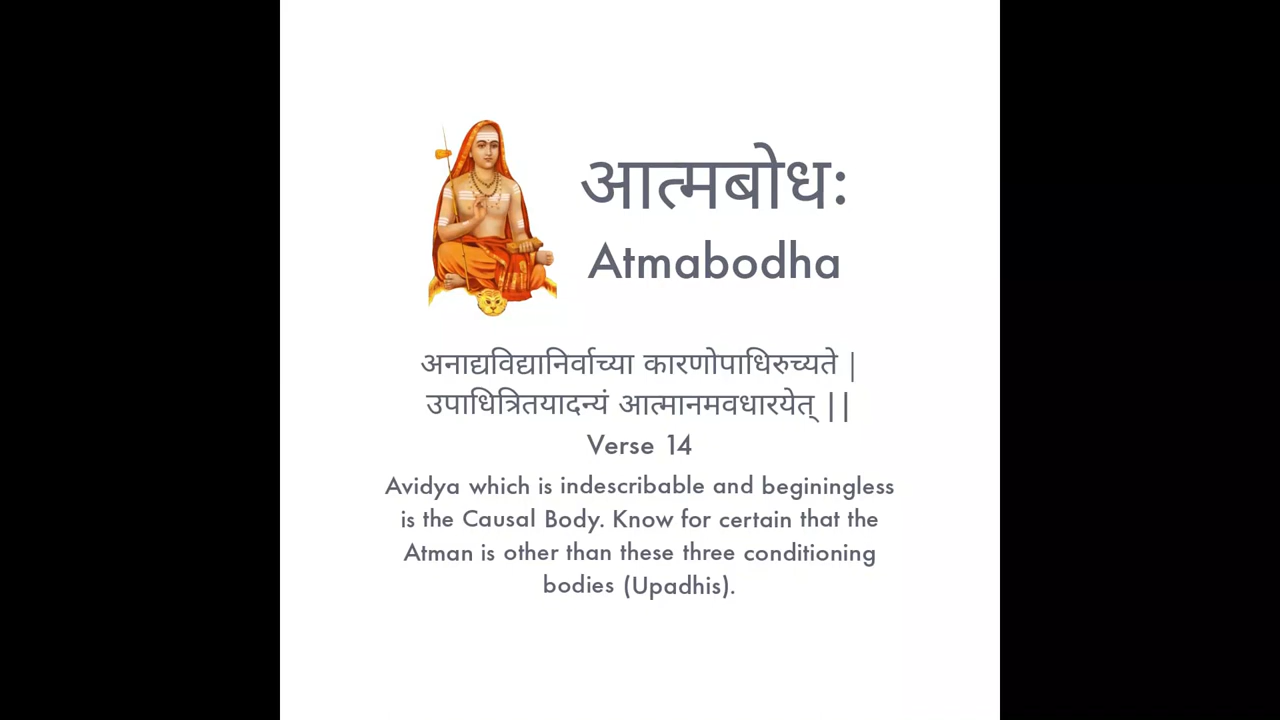 आत्मबोधः
Atmabodha
अनाद्यविद्यानिर्वाच्या कारणोपाधिरुच्यते |
उपाधित्रितयादन्यं आत्मानमवधारयेत् ||
Verse 14
Avidya which is indescribable and beginingless
is the Causal Body. Know for certain that the
Atman is other than these three conditioning
bodies (Upadhis).